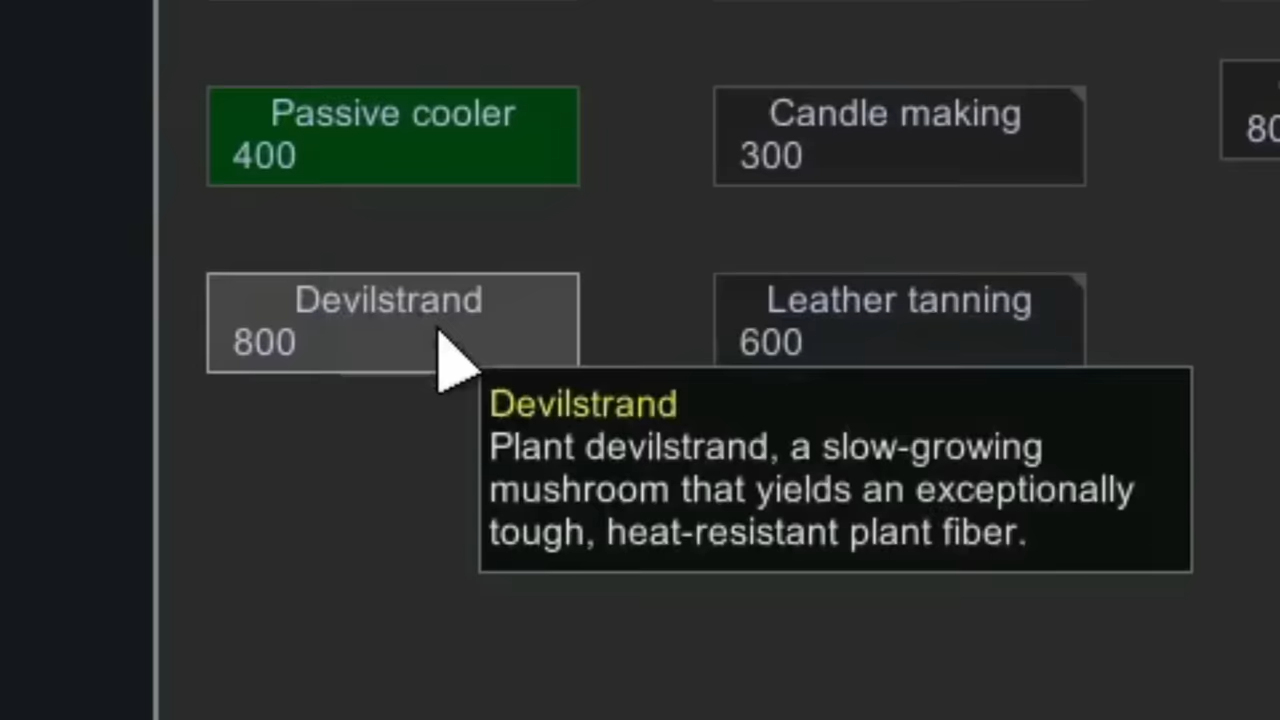 Passive cooler
400
Candle making
300
80
Devilstrand
800
Leather tanning
600
Devilstrand
Plant devilstrand, a slow-growing
mushroom that yields an exceptionally
tough, heat-resistant plant fiber.